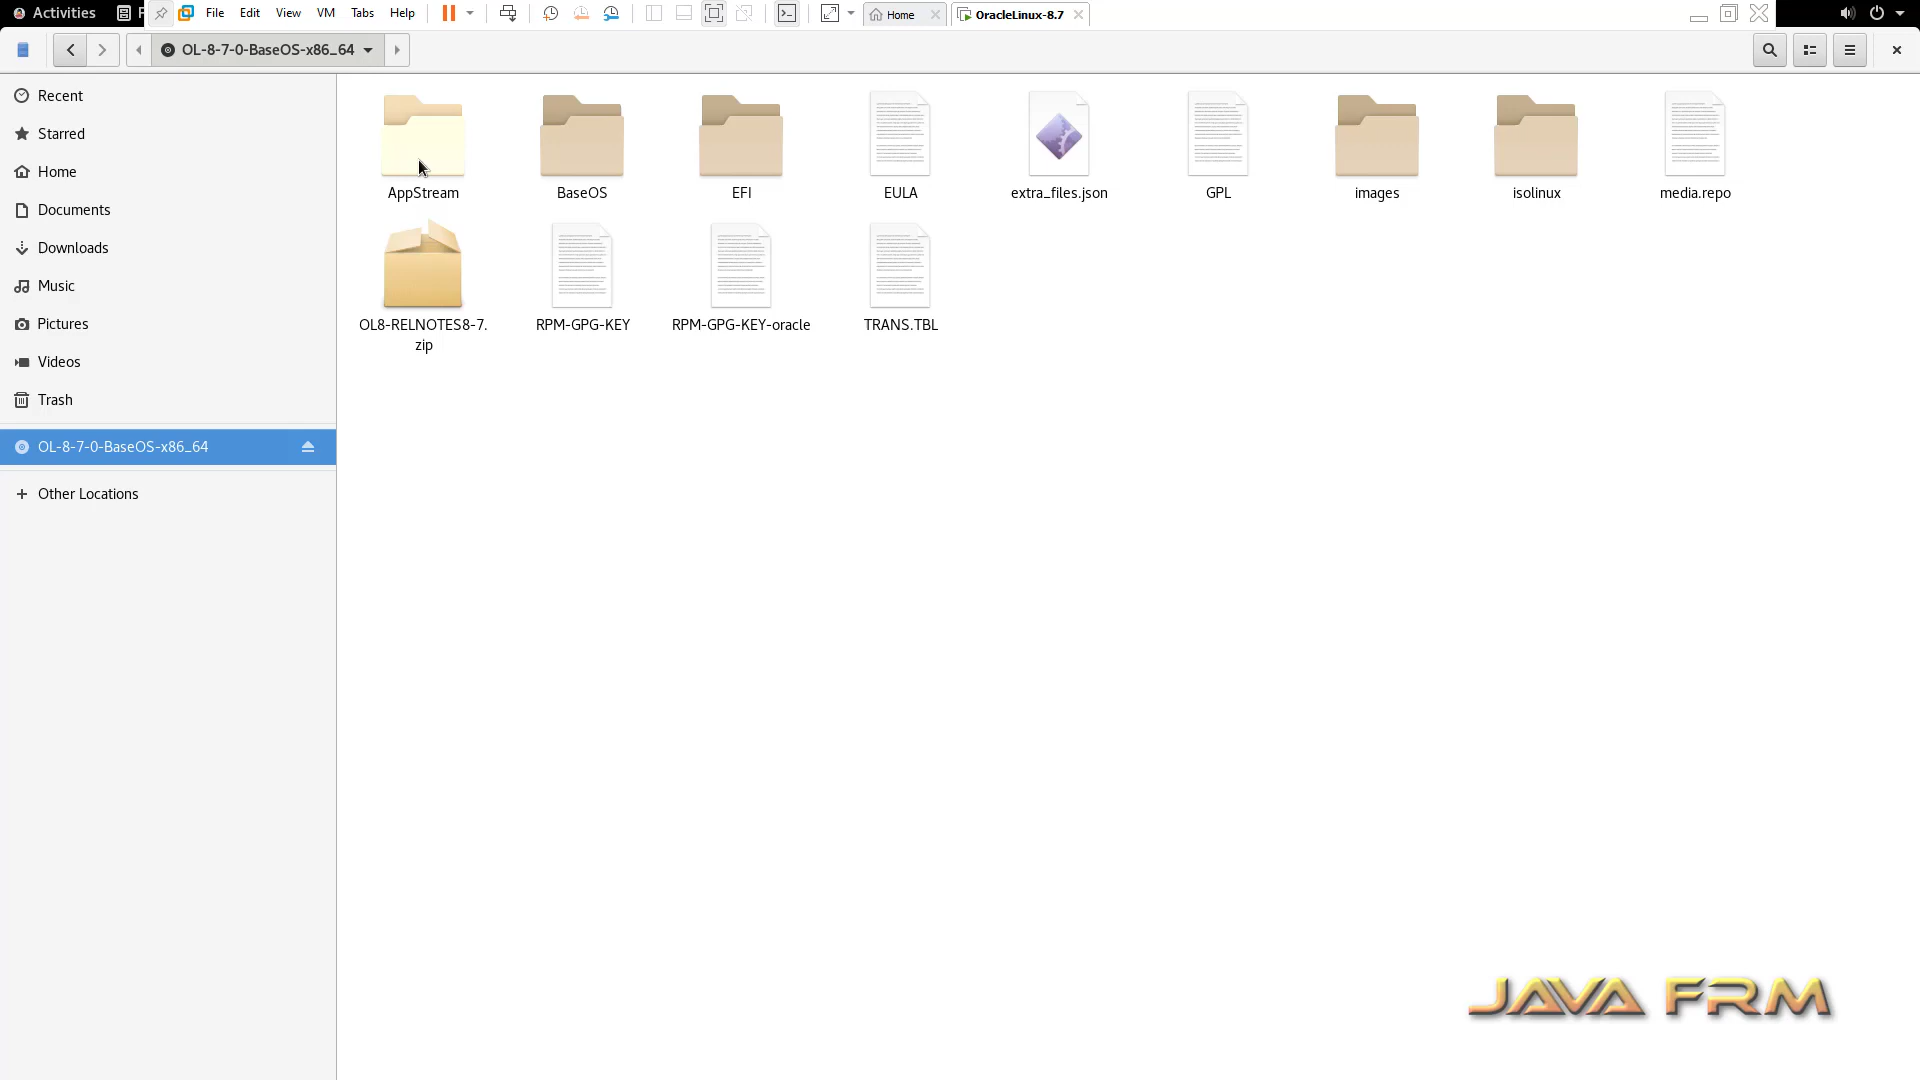 Activities
File Edit View VM Tabs Help Home OracleLinux-8.7
OL-8-7-0-BaseOS-x86_64
Recent
Starred
Home
Documents
Downloads
Music
Pictures
Videos
Trash
OL-8-7-0-BaseOS-x86_64
Other Locations
AppStream BaseOS EFI EULA extra_files.json GPL images isolinux media.repo
OL8-RELNOTES8-7. RPM-GPG-KEY RPM-GPG-KEY-oracle TRANS.TBL
zip
JAVA FRM